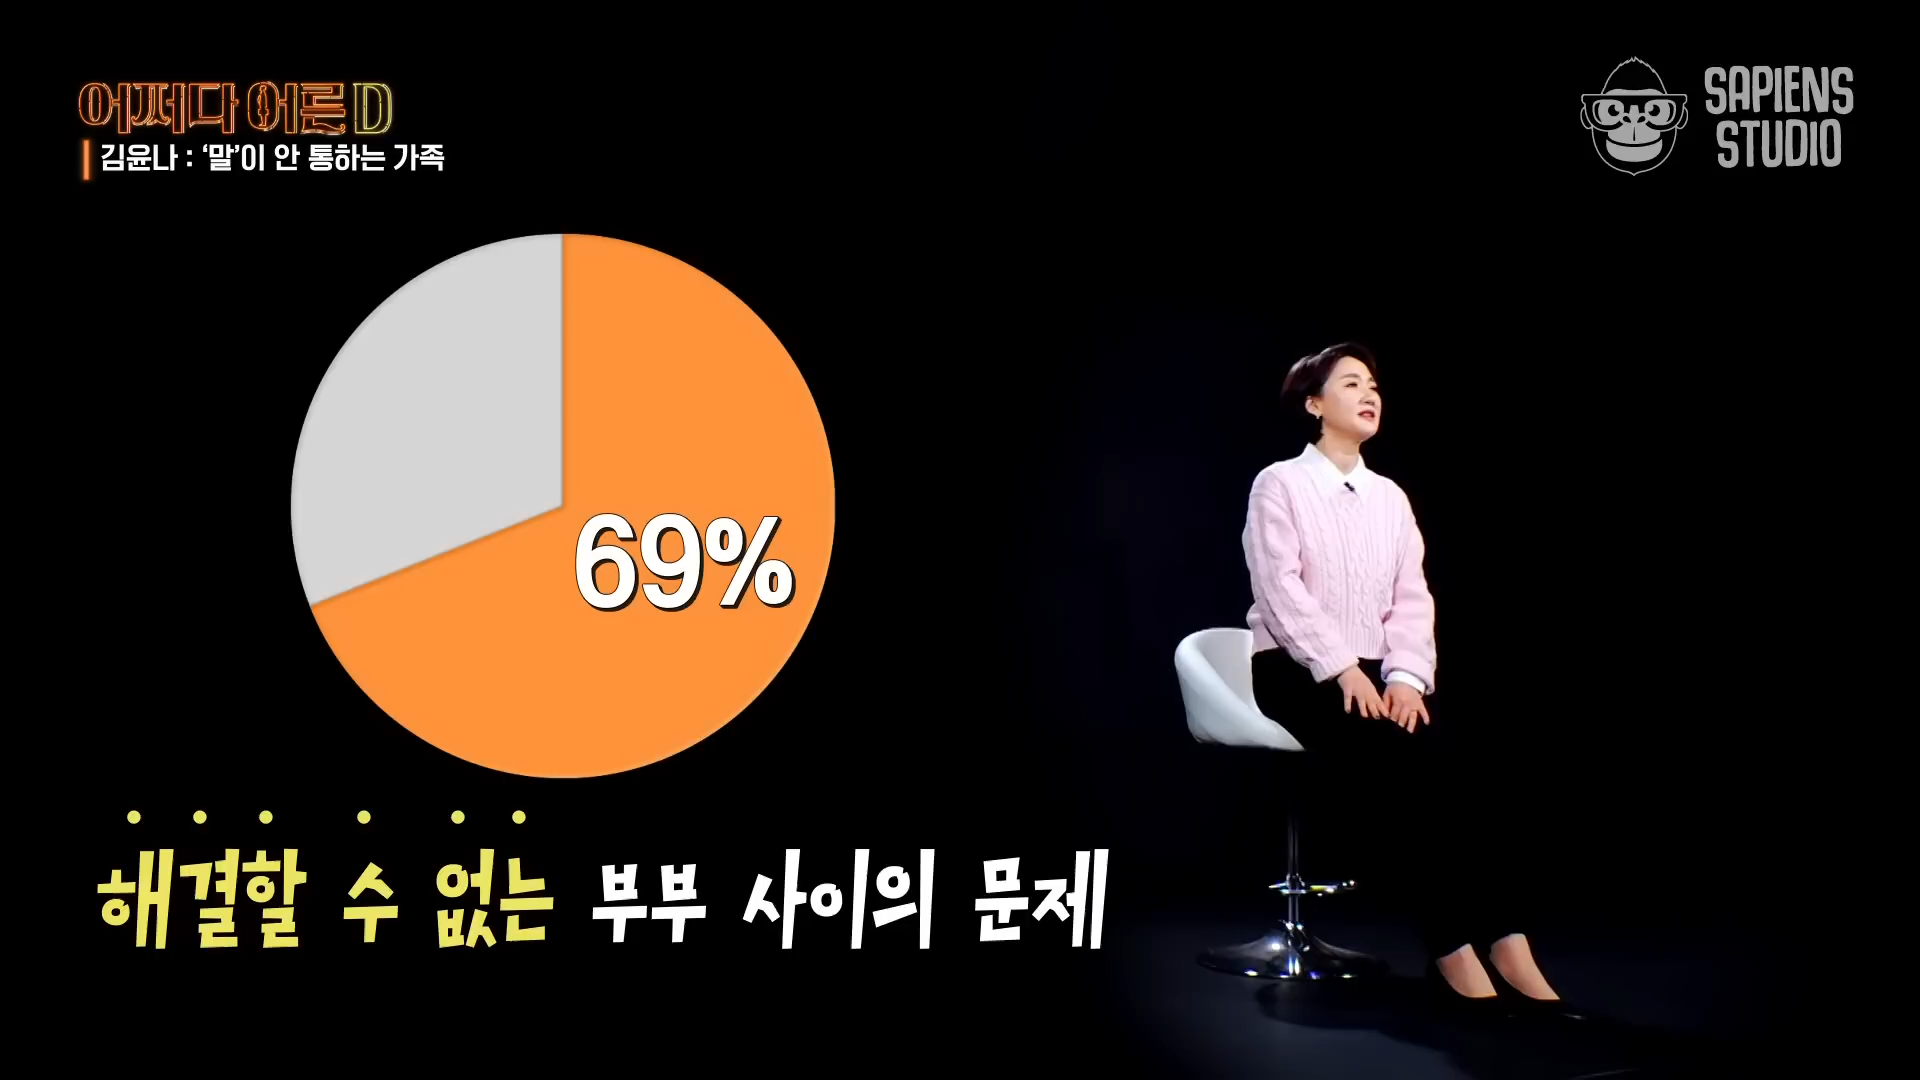 어쩌다 어른 D
김윤나 : ‘말’이 안 통하는 가족
SAPIENS
STUDIO
69%
해결할 수 없는 부부 사이의 문제